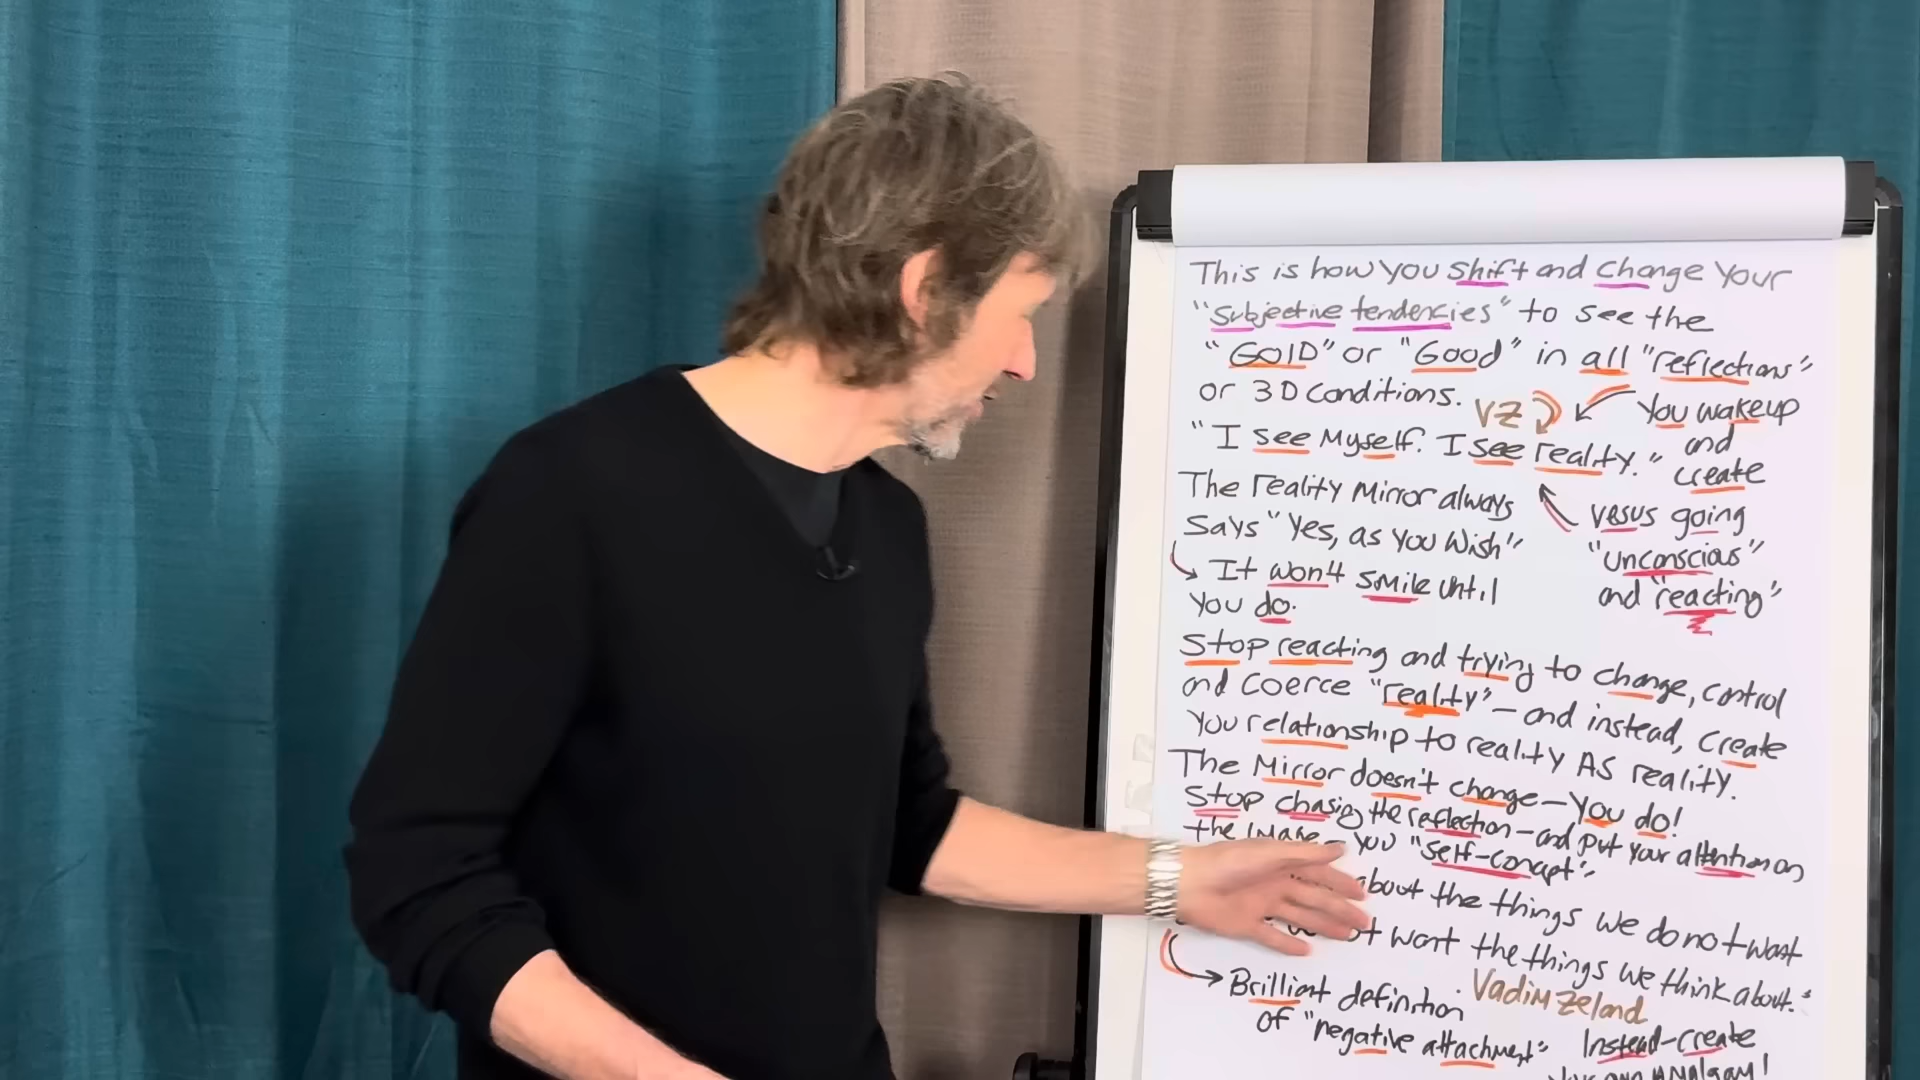 This is how you shift and change your
"subjective tendencies" to see the
"GOLD" or "Good" in all "reflections"
or 3D conditions.
VZ
You wakeup
and
create
"I see Myself. I see reality."
versus going
"unconscious"
and "reacting"
The reality Mirror always
says "Yes, as you wish"
It won't smile until
you do.
Stop reacting and trying to change, control
and coerce "reality" – and instead, create
you relationship to reality AS reality.
The Mirror doesn't change – you do!
Stop chasing the reflection – and put your attention on
the image – you "self-concept".
about the things we do not want
want the things we think about."
Vadim Zeland
Brilliant definition
of "negative attachment"
Instead – create